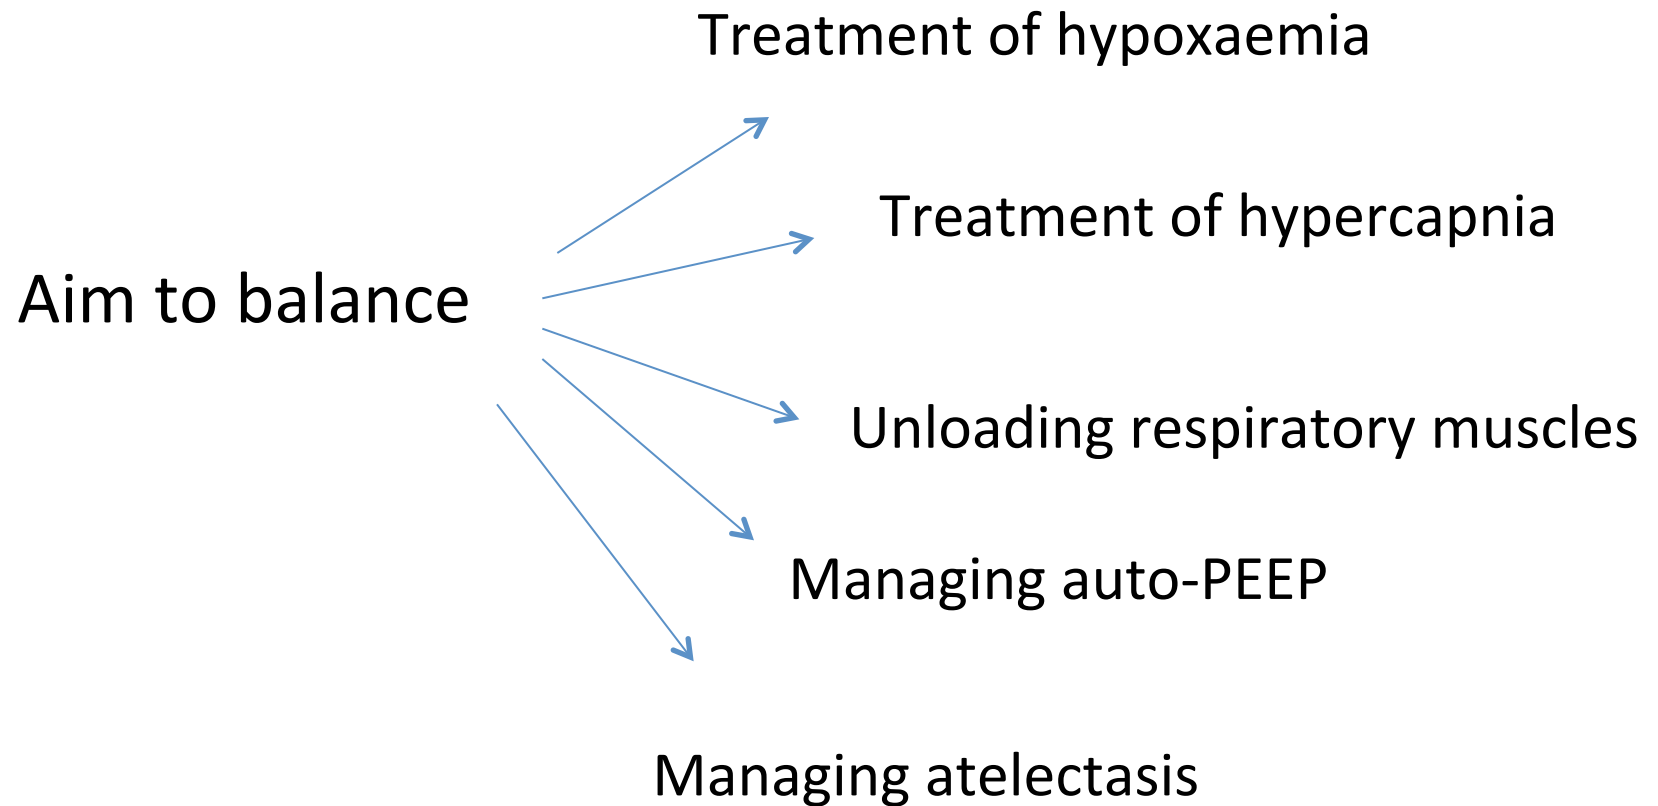 Treatment of hypoxaemia
Treatment of hypercapnia
Aim to balance
Unloading respiratory muscles
Managing auto-PEEP
Managing atelectasis